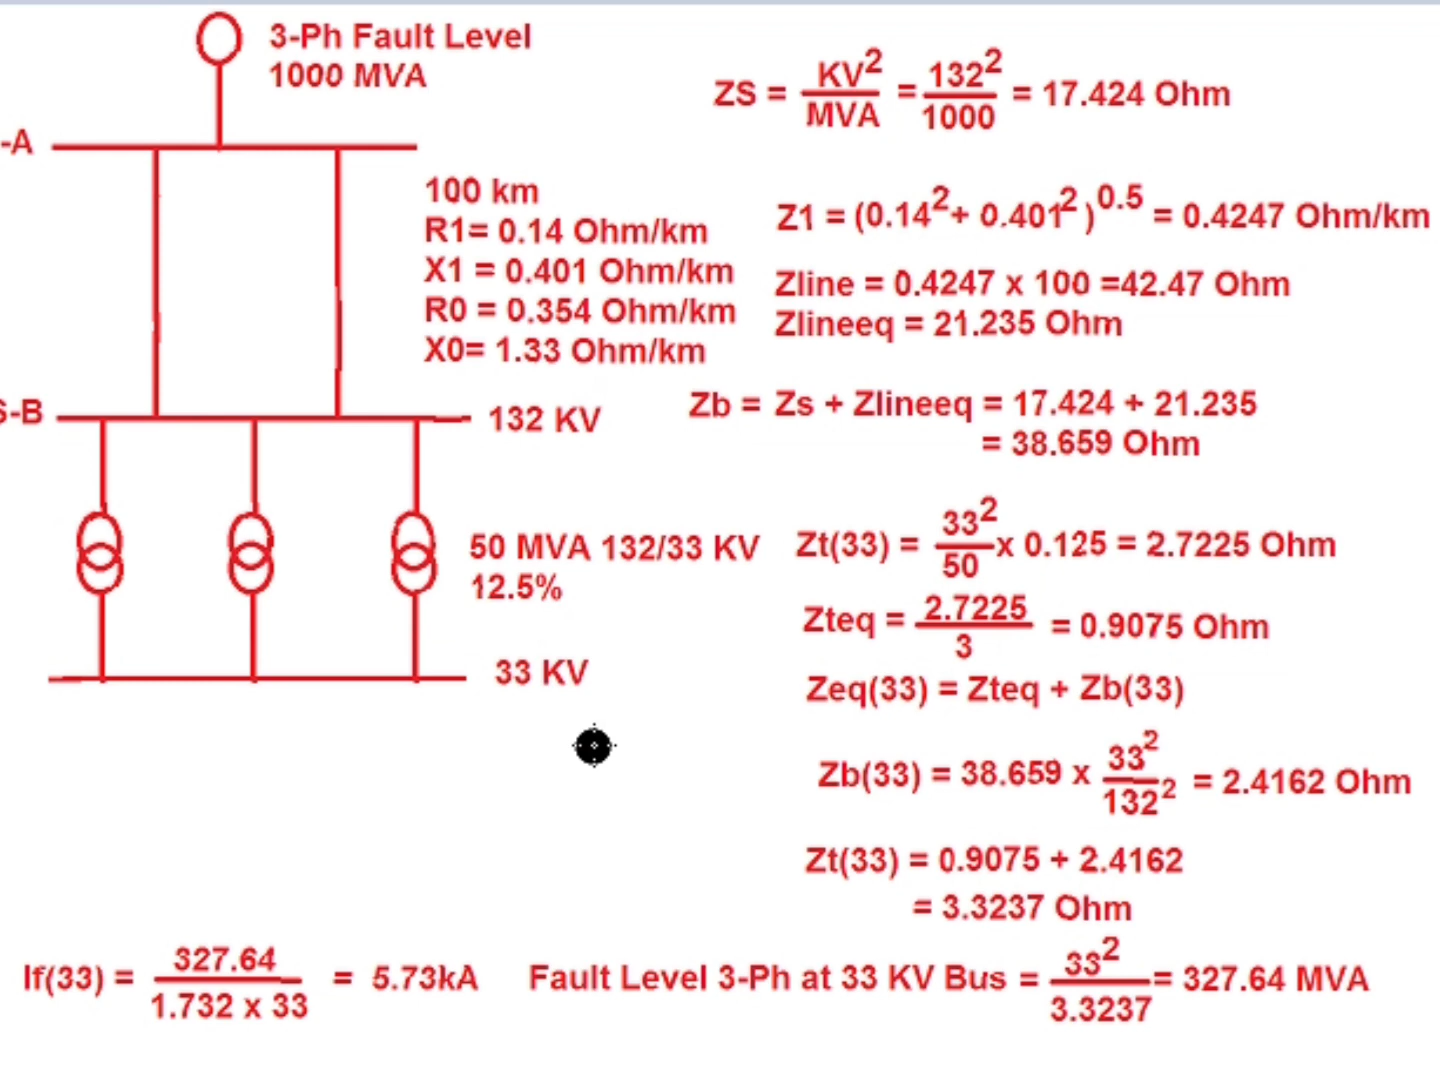 3-Ph Fault Level
1000 MVA
-A
100 km
R1= 0.14 Ohm/km
X1 = 0.401 Ohm/km
R0 = 0.354 Ohm/km
X0= 1.33 Ohm/km
S-B
132 KV
50 MVA 132/33 KV
12.5%
33 KV
ZS = KV² / MVA = 132² / 1000 = 17.424 Ohm
Z1 = (0.14²+ 0.401²)^0.5 = 0.4247 Ohm/km
Zline = 0.4247 x 100 =42.47 Ohm
Zlineeq = 21.235 Ohm
Zb = Zs + Zlineeq = 17.424 + 21.235
= 38.659 Ohm
Zt(33) = 33² / 50 x 0.125 = 2.7225 Ohm
Zteq = 2.7225 / 3 = 0.9075 Ohm
Zeq(33) = Zteq + Zb(33)
Zb(33) = 38.659 x 33² / 132² = 2.4162 Ohm
Zt(33) = 0.9075 + 2.4162
= 3.3237 Ohm
If(33) = 327.64 / 1.732 x 33 = 5.73kA
Fault Level 3-Ph at 33 KV Bus = 33² / 3.3237 = 327.64 MVA